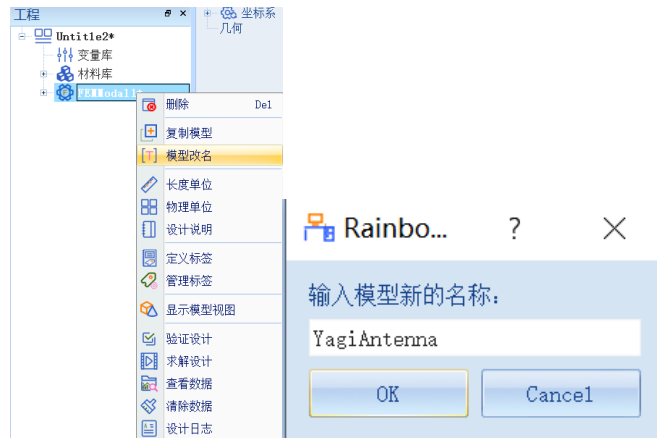 工程
Untitle2*
变量库
材料库
FEMModal1*
坐标系
几何
删除 Del
复制模型
模型改名
长度单位
物理单位
设计说明
定义标签
管理标签
显示模型视图
验证设计
求解设计
查看数据
清除数据
设计日志
Rainbo... ?
输入模型新的名称:
YagiAntenna
OK Cancel